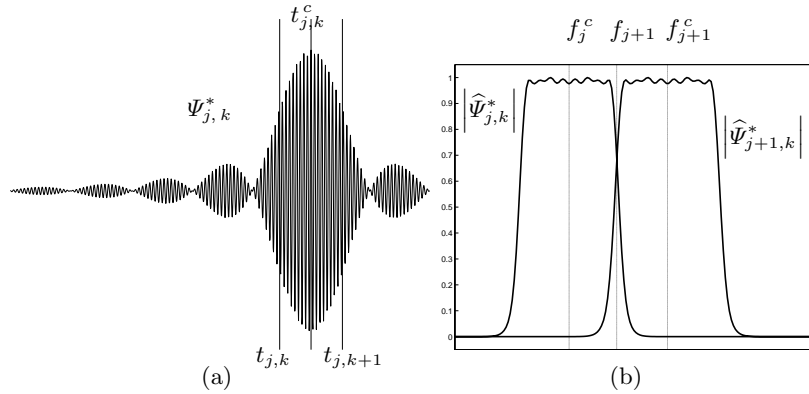 t^c_{j,k}
Ψ^*_{j,k}
t_{j,k} t_{j,k+1}
(a)
f^c_j f_{j+1} f^c_{j+1}
1
0.9
0.8
0.7
0.6
0.5
0.4
0.3
0.2
0.1
0
|Ψ̂^*_{j,k}|
|Ψ̂^*_{j+1,k}|
(b)